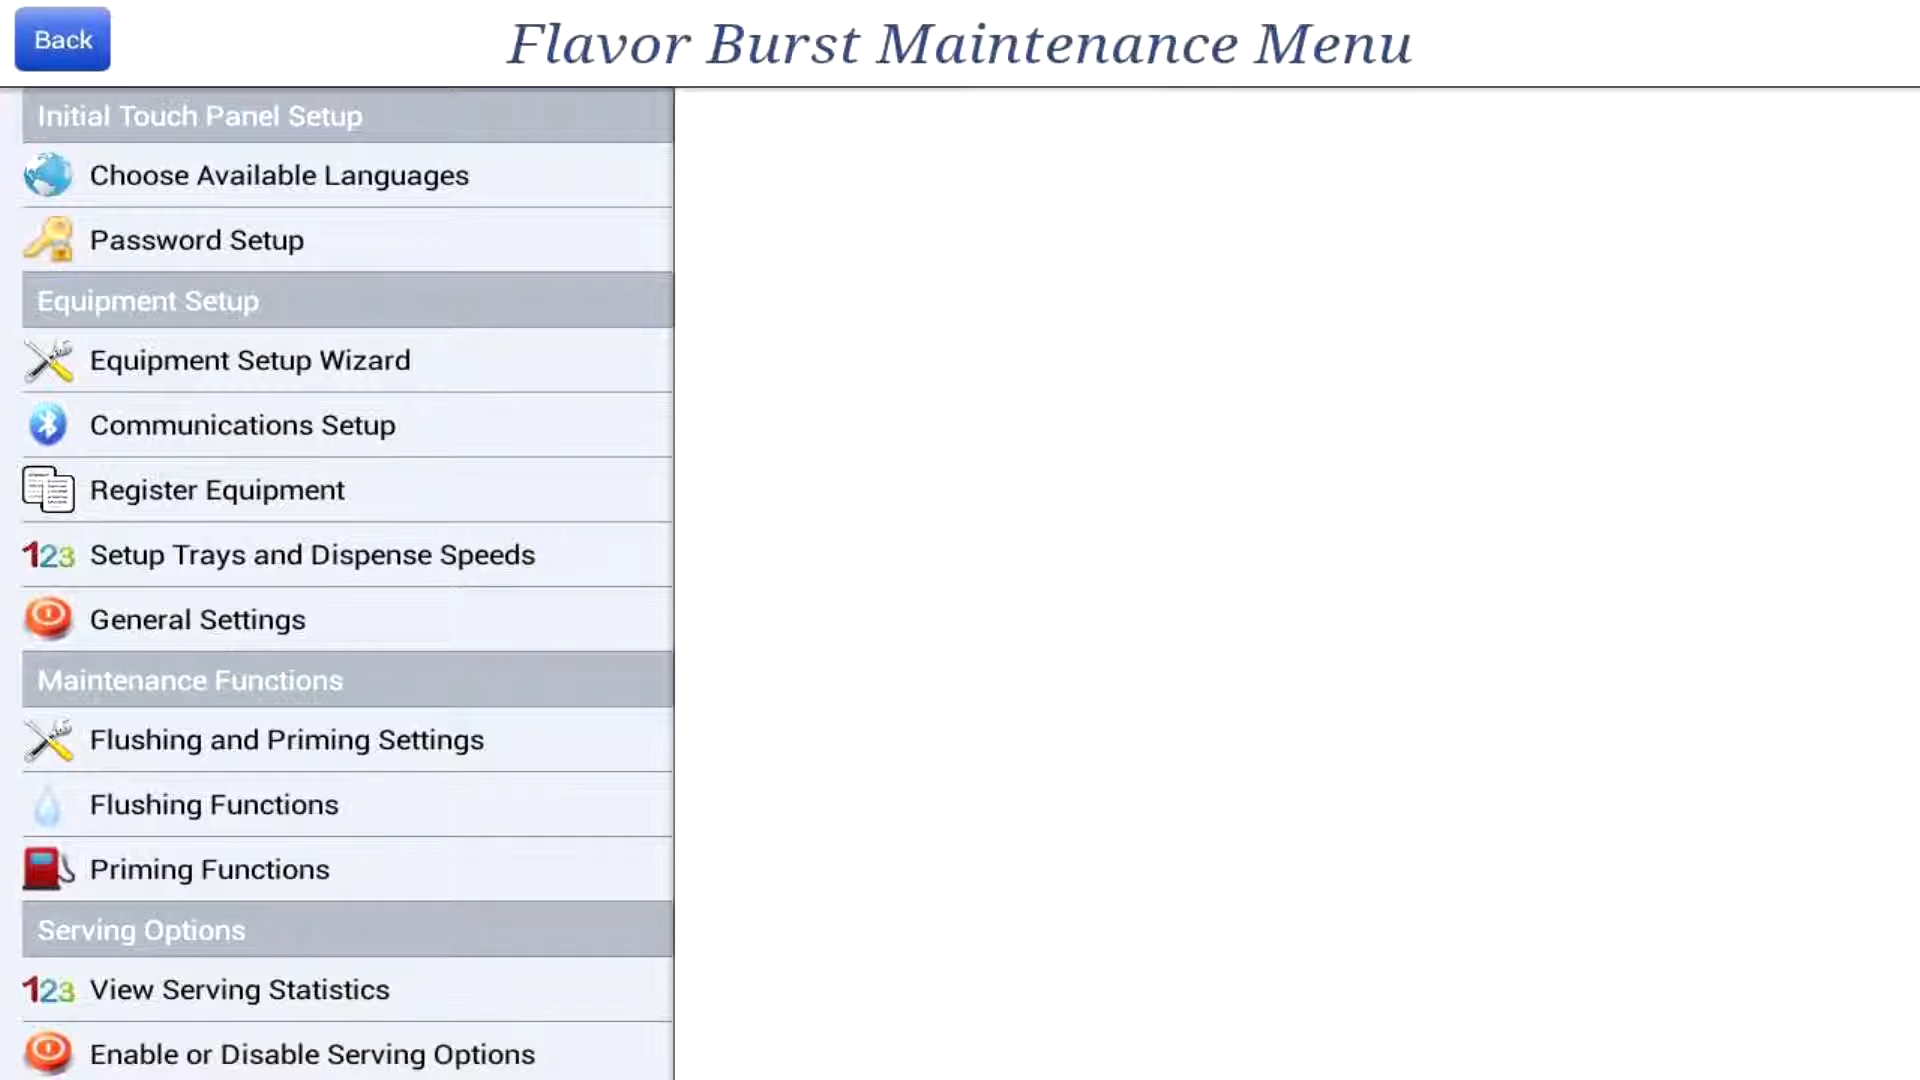 Back
Flavor Burst Maintenance Menu
Initial Touch Panel Setup
Choose Available Languages
Password Setup
Equipment Setup
Equipment Setup Wizard
Communications Setup
Register Equipment
123 Setup Trays and Dispense Speeds
General Settings
Maintenance Functions
Flushing and Priming Settings
Flushing Functions
Priming Functions
Serving Options
123 View Serving Statistics
Enable or Disable Serving Options